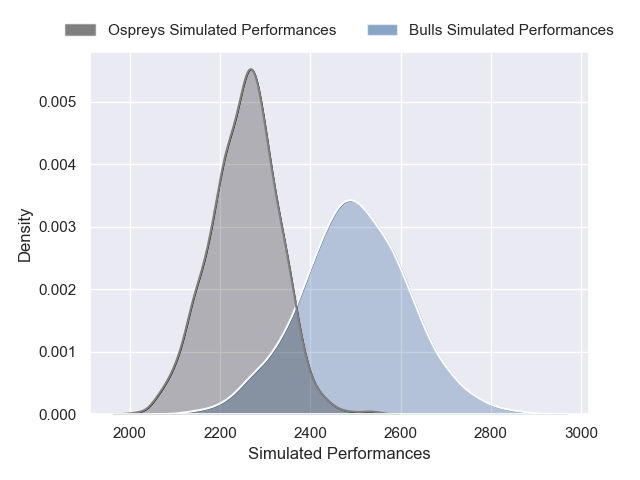 Ospreys Simulated Performances Bulls Simulated Performances
0.005
0.004
0.003
0.002
0.001
0.000
Density
2000 2200 2400 2600 2800 3000
Simulated Performances